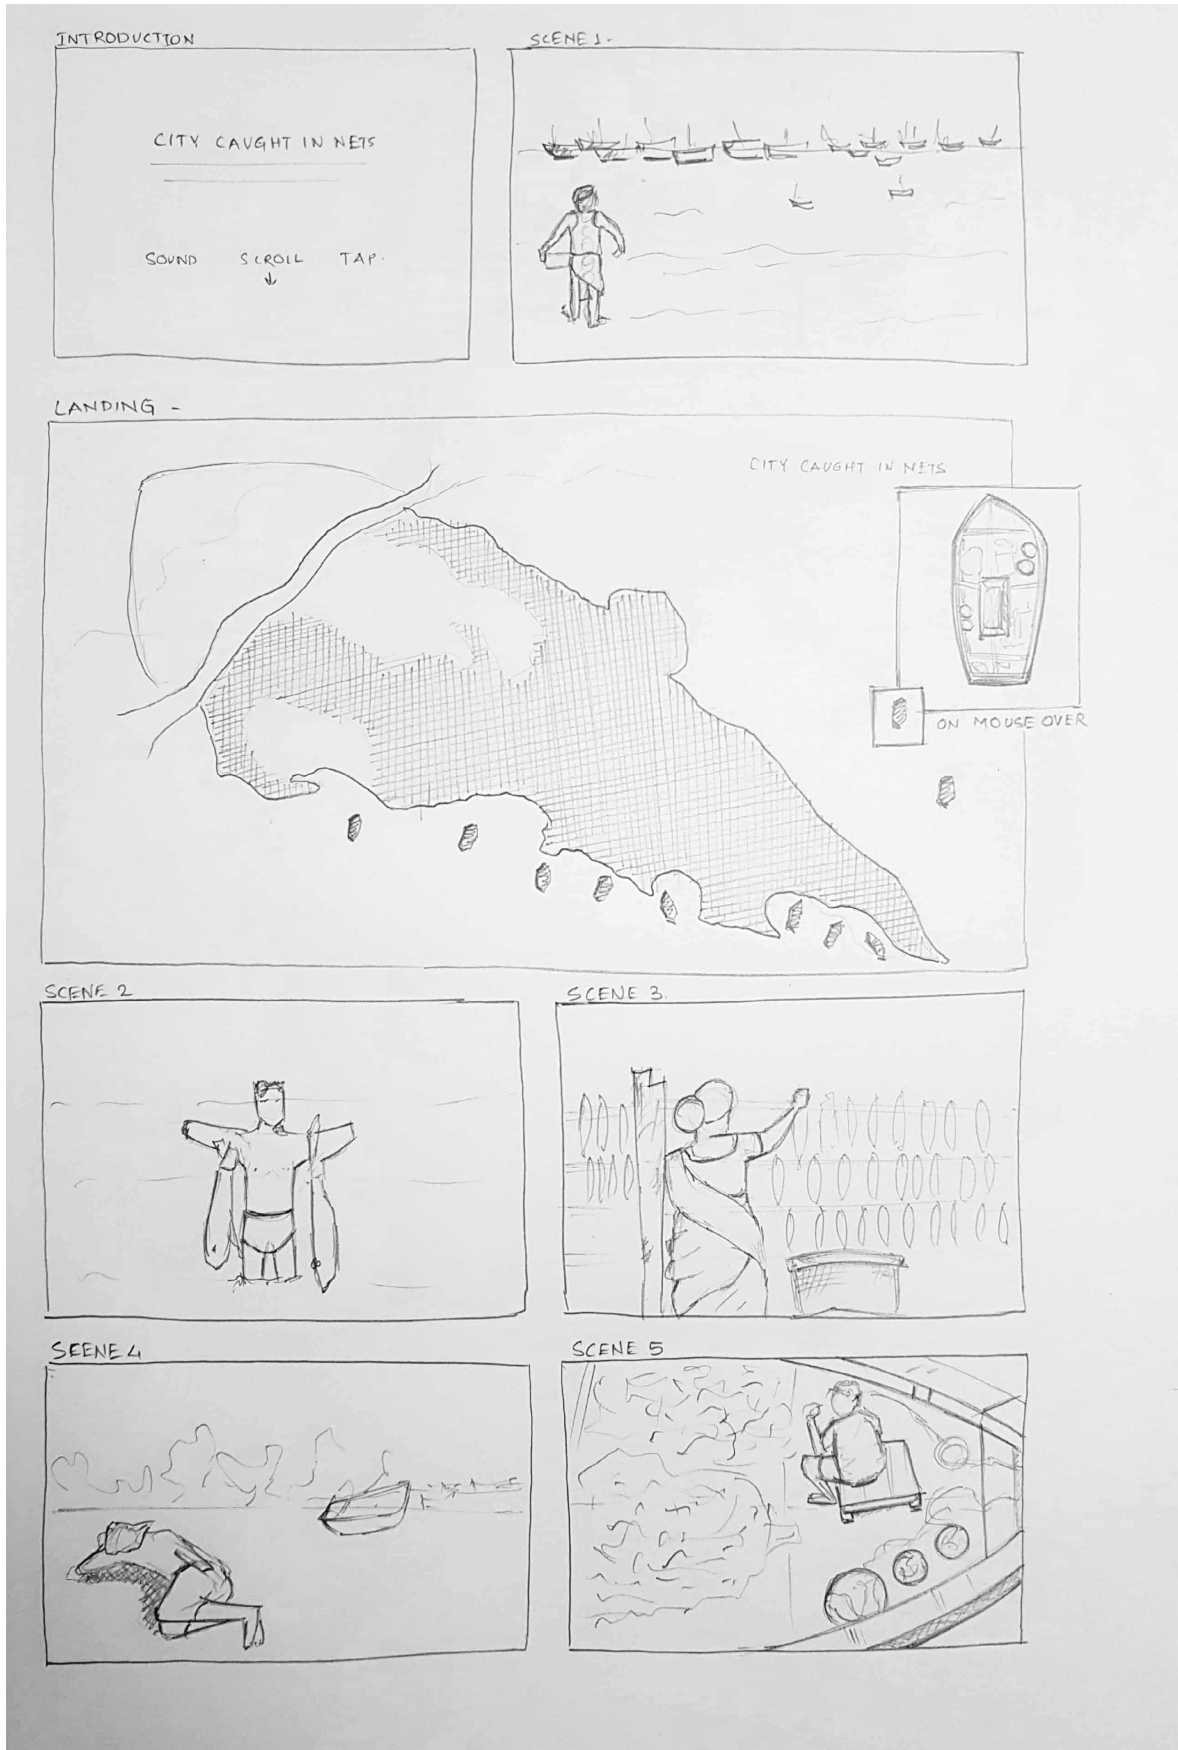 INTRODUCTION
CITY CAUGHT IN NETS
SOUND SCROLL TAP.
SCENE 1.
LANDING -
CITY CAUGHT IN NETS
ON MOUSE OVER
SCENE 2
SCENE 3.
SEENE 4
SCENE 5